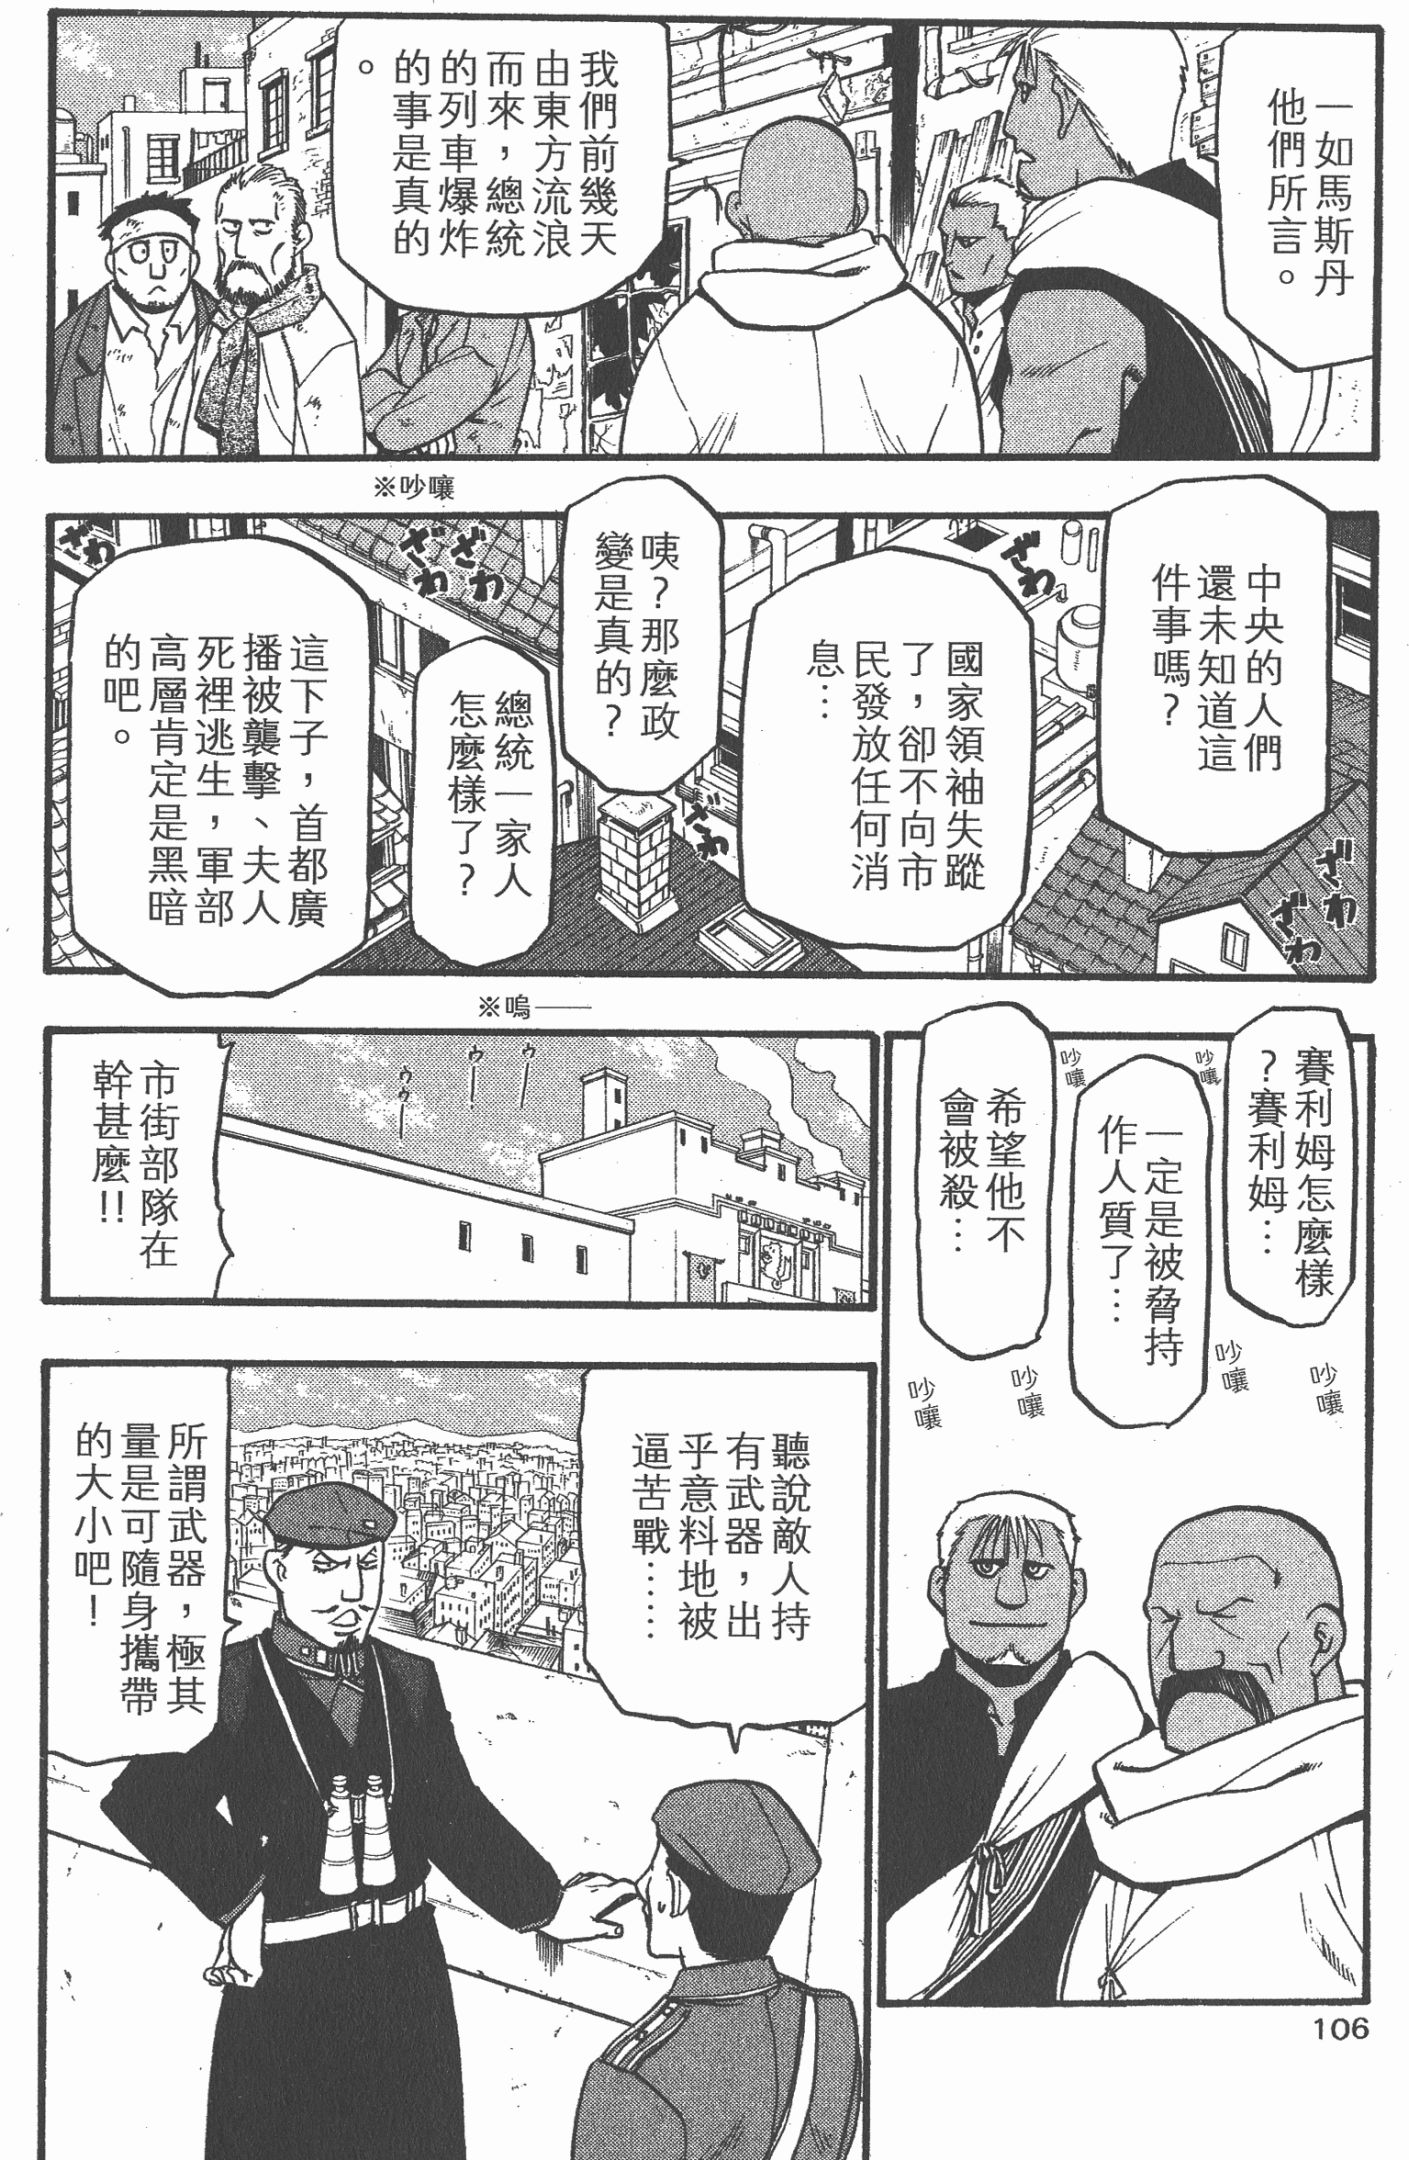 一如馬斯丹
他們所言。
我們前幾天
由東方流浪
而來，總統
的列車爆炸
的事是真的
。
※吵嚷
中央的人們
還未知道這
件事嗎？
國家領袖失蹤
了，卻不向市
民發放任何消
息…
咦？那麼政
變是真的？
總統一家人
怎麼樣了？
這下子，首都廣
播被襲擊、夫人
死裡逃生，軍部
高層肯定是黑暗
的吧。
ざわ
ざわ
ざわ
ざわ
ざわ
ざわ
ざわ
賽利姆怎麼樣
？賽利姆…
一定是被脅持
作人質了…
希望他不
會被殺…
吵嚷
吵嚷
吵嚷
吵嚷
吵嚷
吵嚷
※嗚——
ウ——
ウ——
ウウ——
市街部隊在
幹甚麼!!
聽說敵人持
有武器，出
乎意料地被
逼苦戰……
所謂武器，極其
量是可隨身攜帶
的大小吧！
106